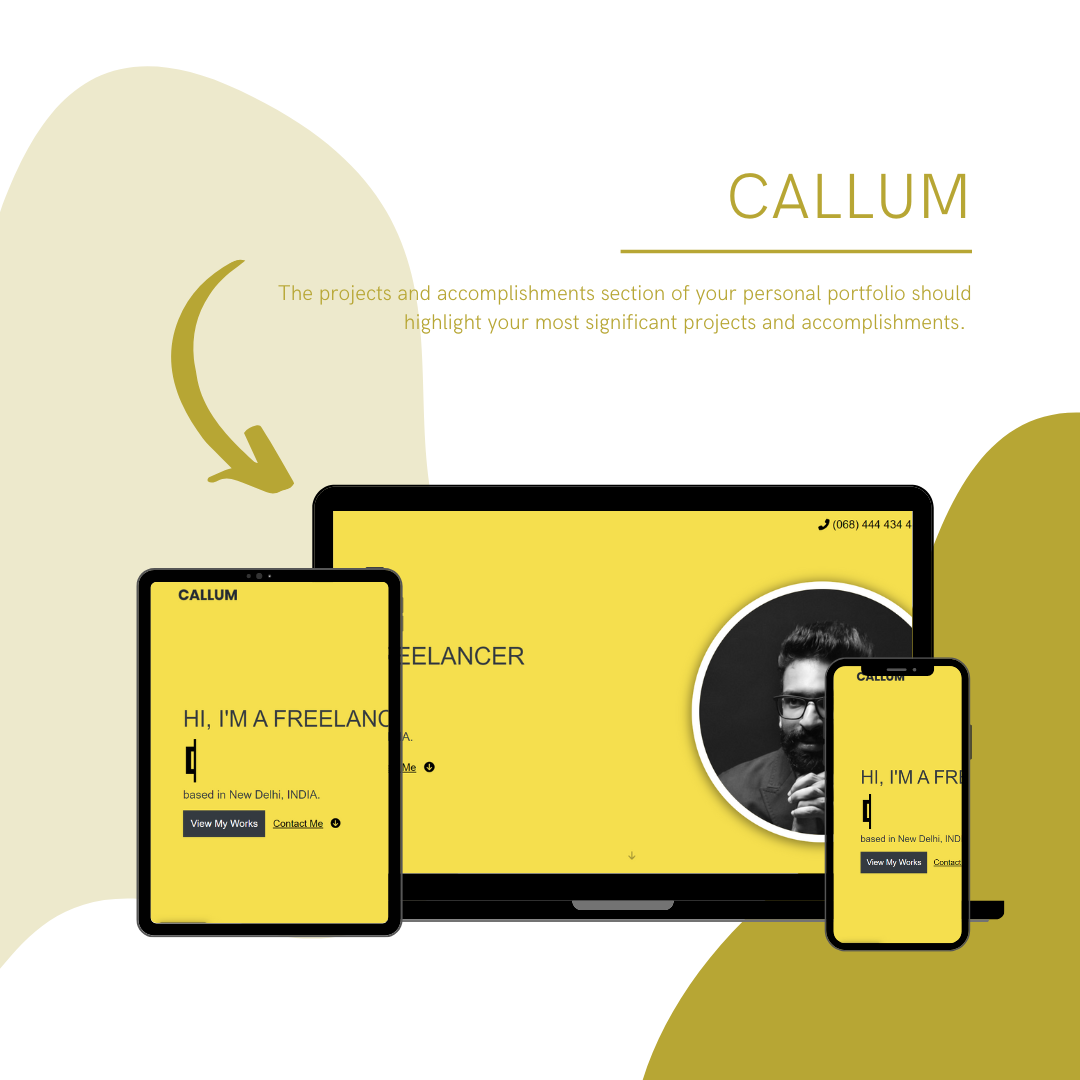 CALLUM
The projects and accomplishments section of your personal portfolio should
highlight your most significant projects and accomplishments.
(068) 444 434 4
EELANCER
A.
Me
CALLUM
HI, I'M A FREELANC
based in New Delhi, INDIA.
View My Works Contact Me
CALLUM
HI, I'M A FRE
based in New Delhi, IND
View My Works Contact